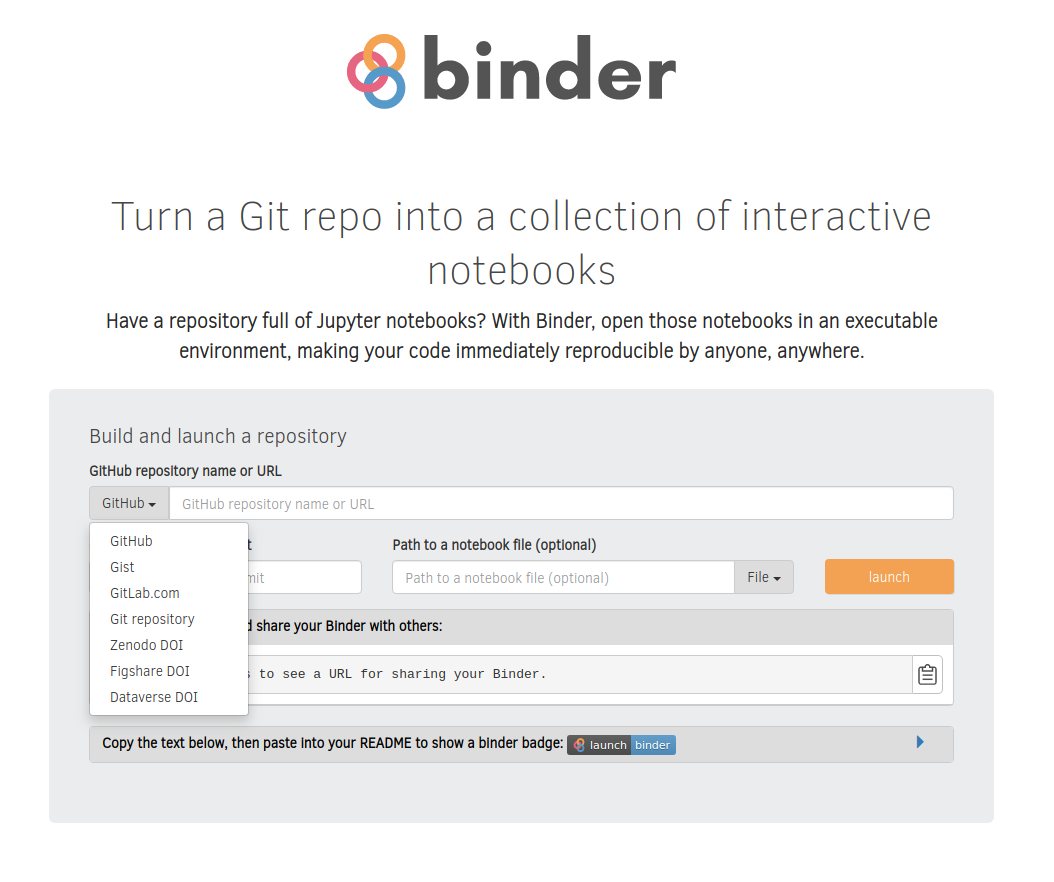 binder
Turn a Git repo into a collection of interactive
notebooks
Have a repository full of Jupyter notebooks? With Binder, open those notebooks in an executable
environment, making your code immediately reproducible by anyone, anywhere.
Build and launch a repository
GitHub repository name or URL
GitHub GitHub repository name or URL
GitHub
Gist
GitLab.com
Git repository
Zenodo DOI
Figshare DOI
Dataverse DOI
Path to a notebook file (optional)
Path to a notebook file (optional) File launch
share your Binder with others:
to see a URL for sharing your Binder.
Copy the text below, then paste into your README to show a binder badge: launch binder